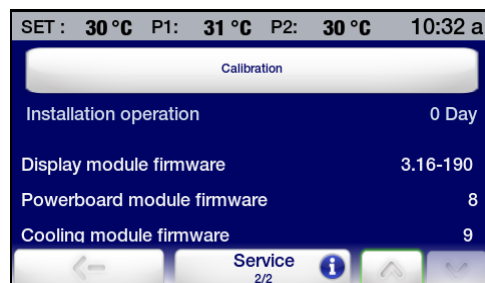 SET : 30 °C P1: 31 °C P2: 30 °C 10:32 a
Calibration
Installation operation 0 Day
Display module firmware 3.16-190
Powerboard module firmware 8
Cooling module firmware 9
Service
2/2